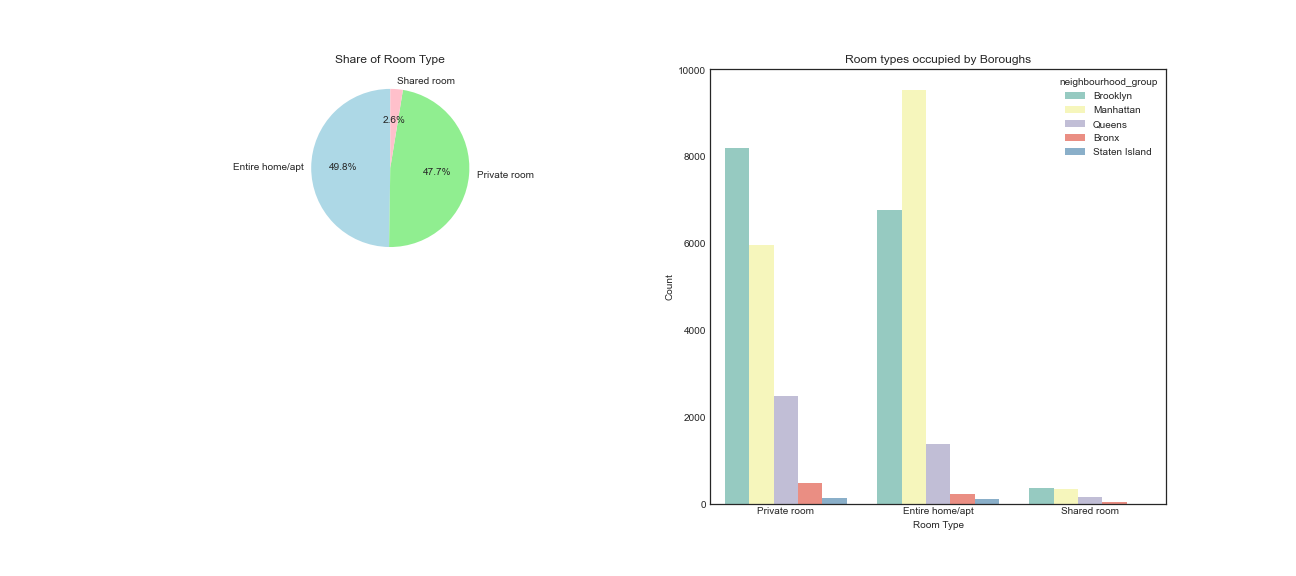 Share of Room Type
Shared room
2.6%
Entire home/apt
49.8%
47.7%
Private room
Room types occupied by Boroughs
neighbourhood_group
Brooklyn
Manhattan
Queens
Bronx
Staten Island
10000
8000
6000
4000
2000
0
Count
Private room
Entire home/apt
Shared room
Room Type